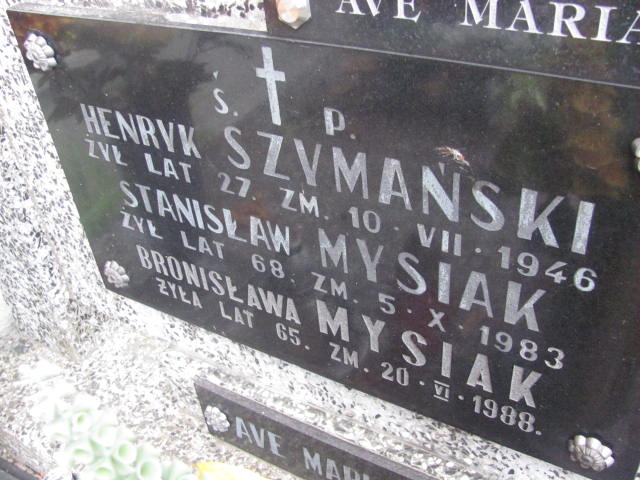 AVE MARIA
Ś. P.
HENRYK SZYMAŃSKI
ŻYŁ LAT 27. ZM. 10. VII. 1946
STANISŁAW MYSIAK
ŻYŁ LAT 68. ZM. 5. X. 1983
BRONISŁAWA MYSIAK
ŻYŁA LAT 65. ZM. 20. VI. 1988.
AVE